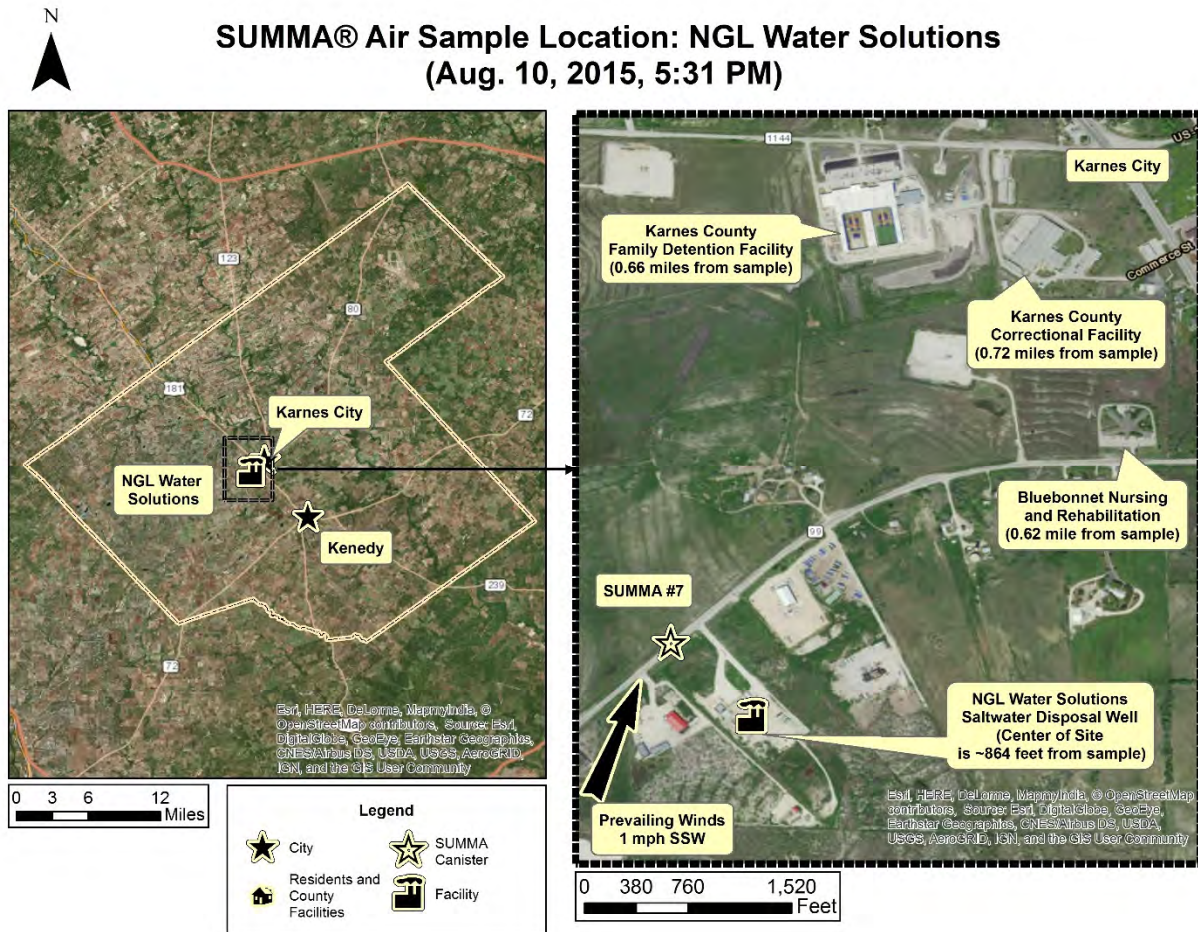 N
SUMMA® Air Sample Location: NGL Water Solutions
(Aug. 10, 2015, 5:31 PM)
123
80
181
Karnes City
72
NGL Water
Solutions
Kenedy
239
72
Esri, HERE, DeLorme, MapmyIndia, ©
OpenStreetMap contributors, Source: Esri,
DigitalGlobe, GeoEye, Earthstar Geographics,
CNES/Airbus DS, USDA, USGS, AeroGRID,
IGN, and the GIS User Community
0 3 6 12
Miles
Legend
City
SUMMA
Canister
Residents and
County
Facilities
Facility
1144
US
Karnes City
Karnes County
Family Detention Facility
(0.66 miles from sample)
Commerce St
Karnes County
Correctional Facility
(0.72 miles from sample)
Bluebonnet Nursing
and Rehabilitation
(0.62 mile from sample)
99
SUMMA #7
NGL Water Solutions
Saltwater Disposal Well
(Center of Site
is ~864 feet from sample)
Prevailing Winds
1 mph SSW
Esri, HERE, DeLorme, MapmyIndia, © OpenStreetMap
contributors, Source: Esri, DigitalGlobe, GeoEye,
Earthstar Geographics, CNES/Airbus DS, USDA,
USGS, AeroGRID, IGN, and the GIS User Community
0 380 760 1,520
Feet